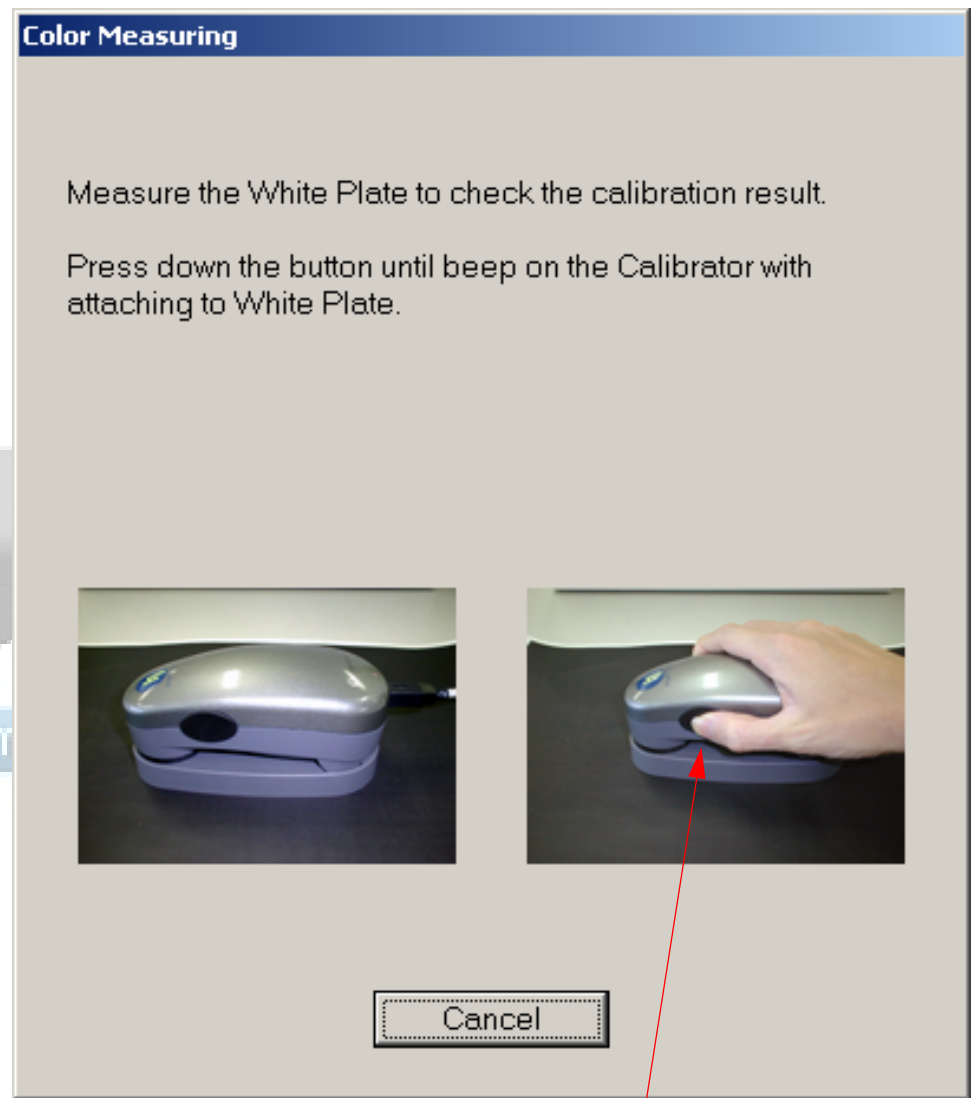 Color Measuring
Measure the White Plate to check the calibration result.
Press down the button until beep on the Calibrator with
attaching to White Plate.
Cancel